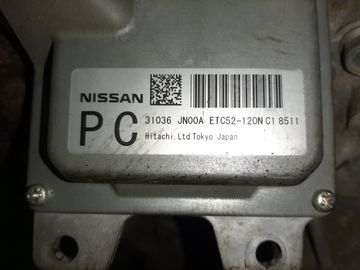 NISSAN
PC
31036 JN00A ETC52-120N C1 8511
Hitachi.Ltd.Tokyo Japan